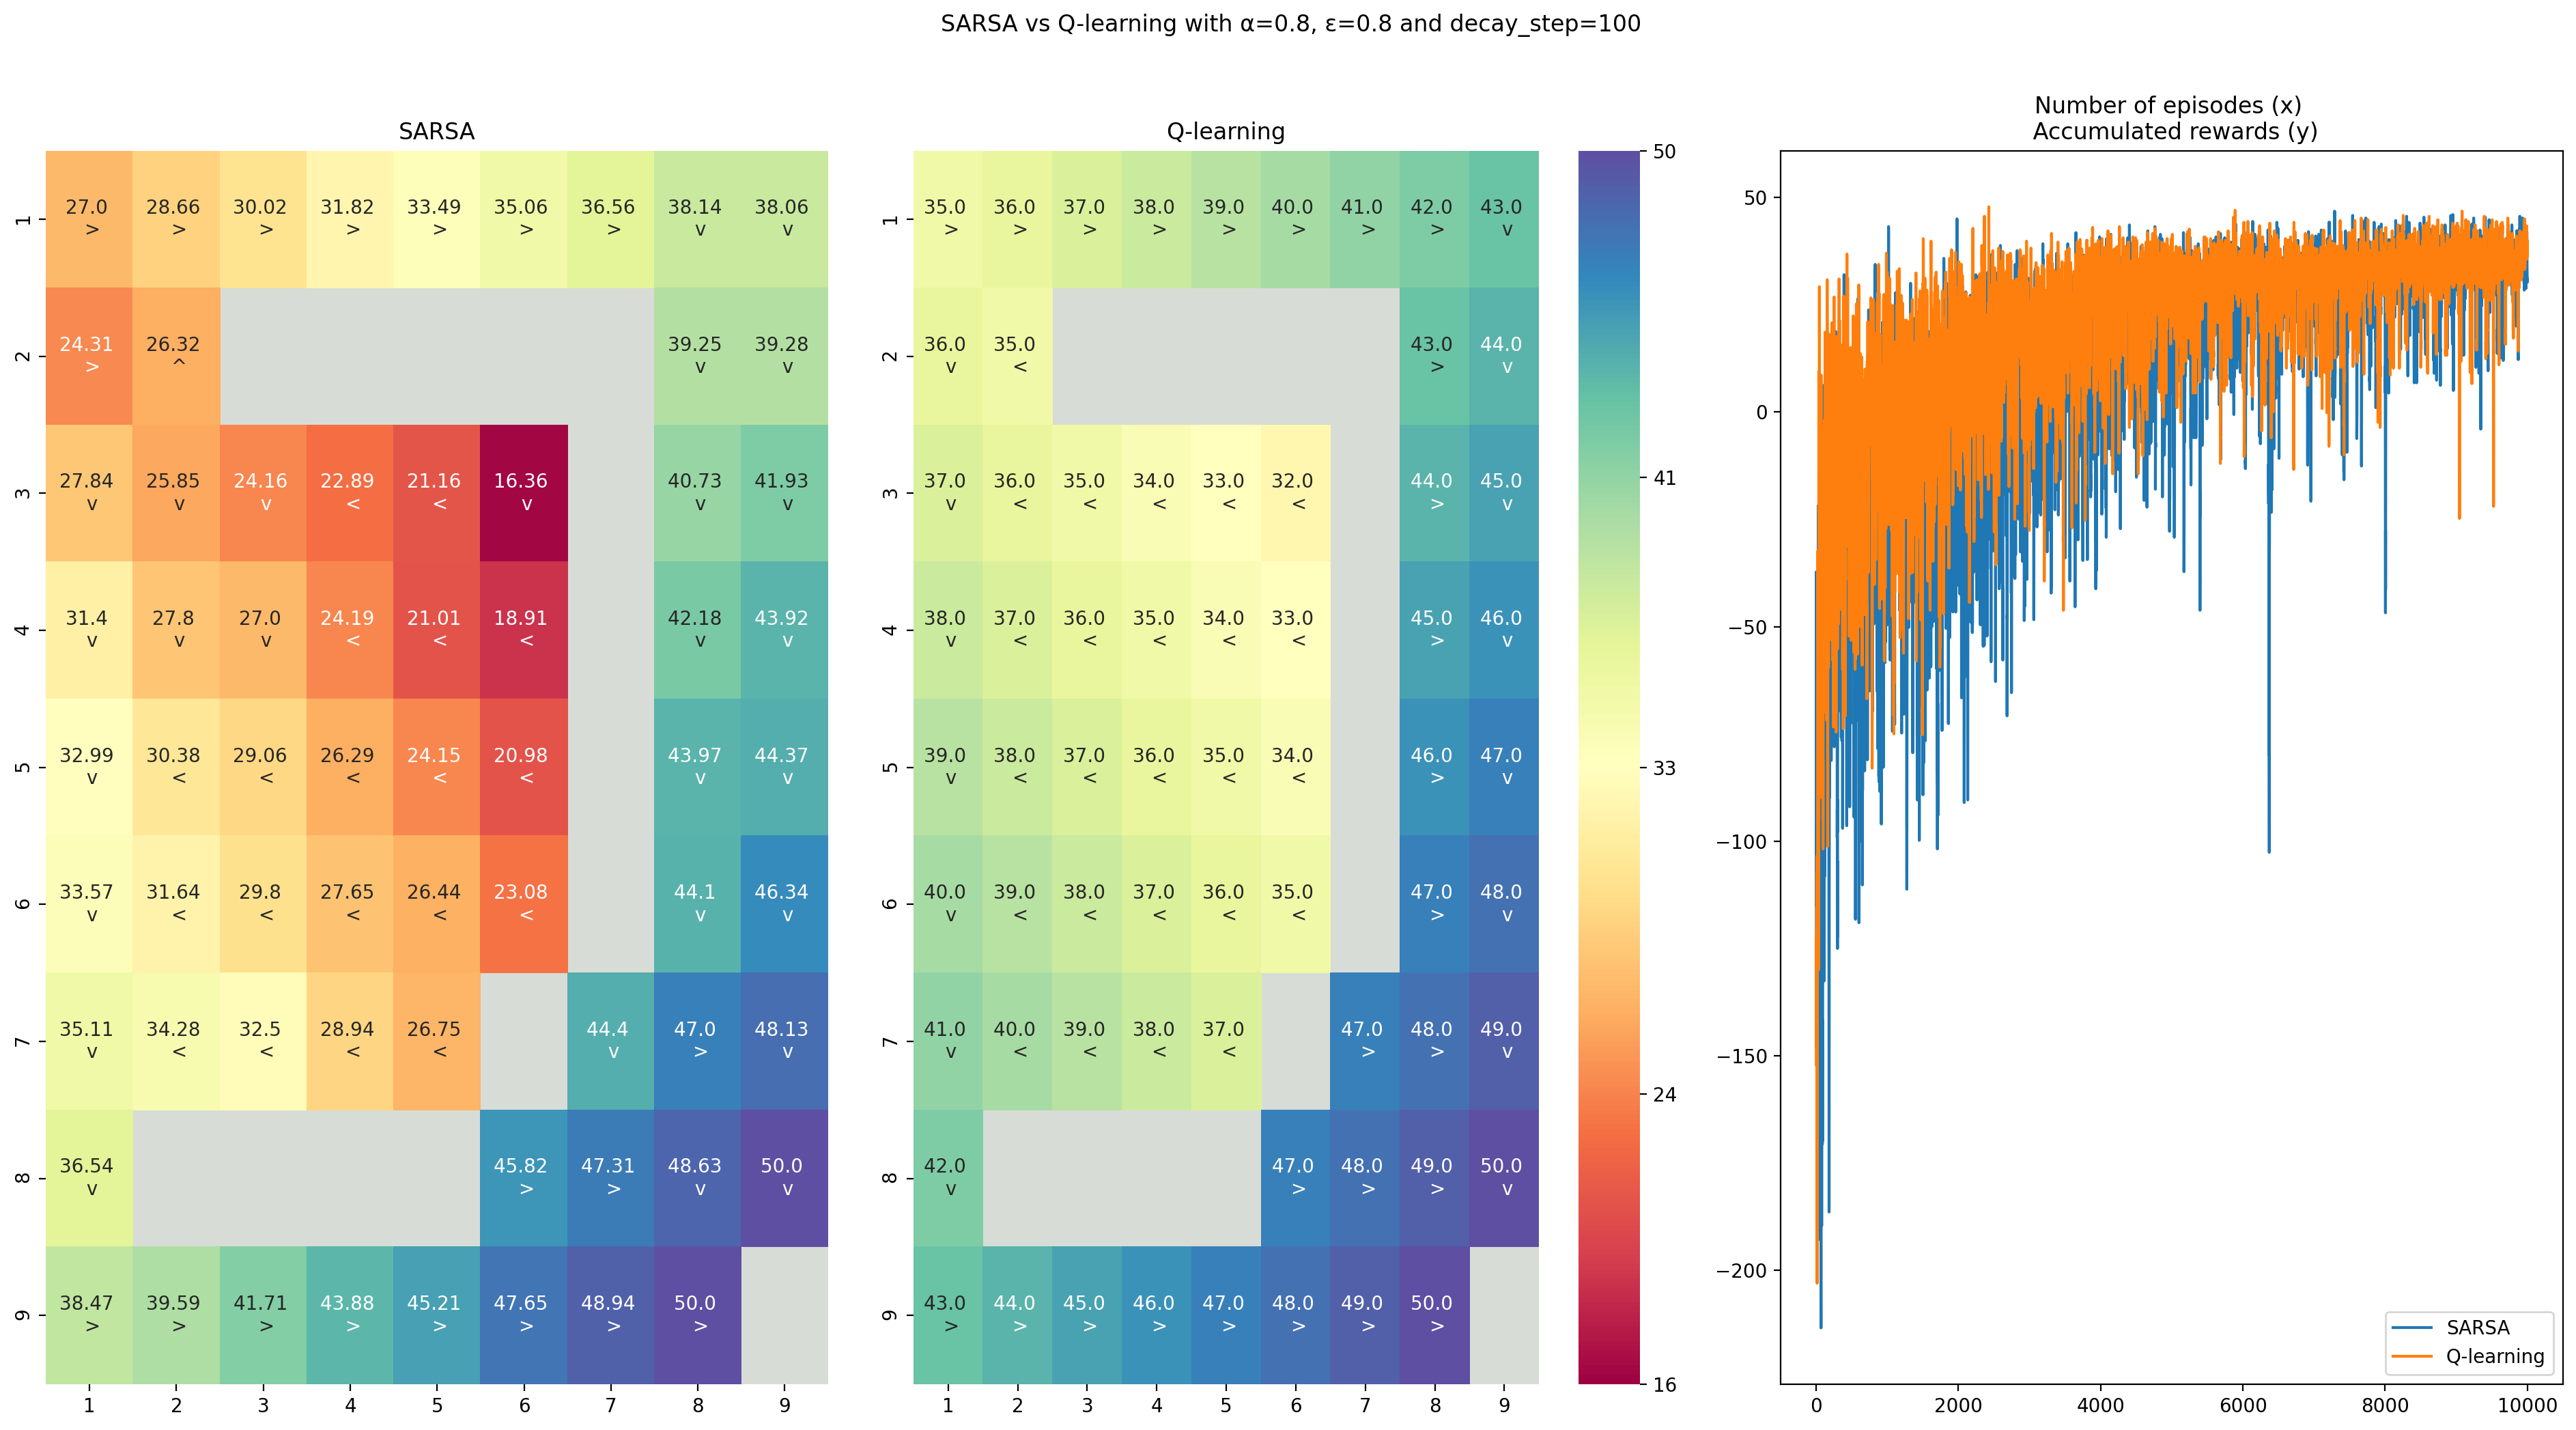 SARSA vs Q-learning with α=0.8, ε=0.8 and decay_step=100
SARSA
1 27.0 28.66 30.02 31.82 33.49 35.06 36.56 38.14 38.06
> > > > > > > v v
2 24.31 26.32 39.25 39.28
> ^ v v
3 27.84 25.85 24.16 22.89 21.16 16.36 40.73 41.93
v v v < < v v v
4 31.4 27.8 27.0 24.19 21.01 18.91 42.18 43.92
v v v < < < v v
5 32.99 30.38 29.06 26.29 24.15 20.98 43.97 44.37
v < < < < < v v
6 33.57 31.64 29.8 27.65 26.44 23.08 44.1 46.34
v < < < < < v v
7 35.11 34.28 32.5 28.94 26.75 44.4 47.0 48.13
v < < < < v > v
8 36.54 45.82 47.31 48.63 50.0
v > > v v
9 38.47 39.59 41.71 43.88 45.21 47.65 48.94 50.0
> > > > > > > >
1 2 3 4 5 6 7 8 9
Q-learning
1 35.0 36.0 37.0 38.0 39.0 40.0 41.0 42.0 43.0
> > > > > > > > v
2 36.0 35.0 43.0 44.0
v < > v
3 37.0 36.0 35.0 34.0 33.0 32.0 44.0 45.0
v < < < < < > v
4 38.0 37.0 36.0 35.0 34.0 33.0 45.0 46.0
v < < < < < > v
5 39.0 38.0 37.0 36.0 35.0 34.0 46.0 47.0
v < < < < < > v
6 40.0 39.0 38.0 37.0 36.0 35.0 47.0 48.0
v < < < < < > v
7 41.0 40.0 39.0 38.0 37.0 47.0 48.0 49.0
v < < < < > > v
8 42.0 47.0 48.0 49.0 50.0
v > > > v
9 43.0 44.0 45.0 46.0 47.0 48.0 49.0 50.0
> > > > > > > >
1 2 3 4 5 6 7 8 9
50
41
33
24
16
Number of episodes (x)
Accumulated rewards (y)
50
0
−50
−100
−150
−200
0 2000 4000 6000 8000 10000
SARSA
Q-learning